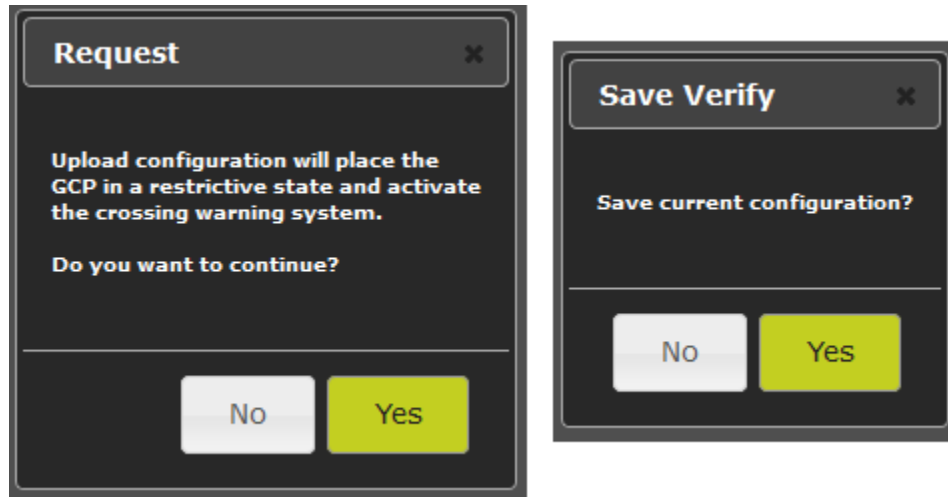 Request
Upload configuration will place the
GCP in a restrictive state and activate
the crossing warning system.
Do you want to continue?
No
Yes
Save Verify
Save current configuration?
No
Yes